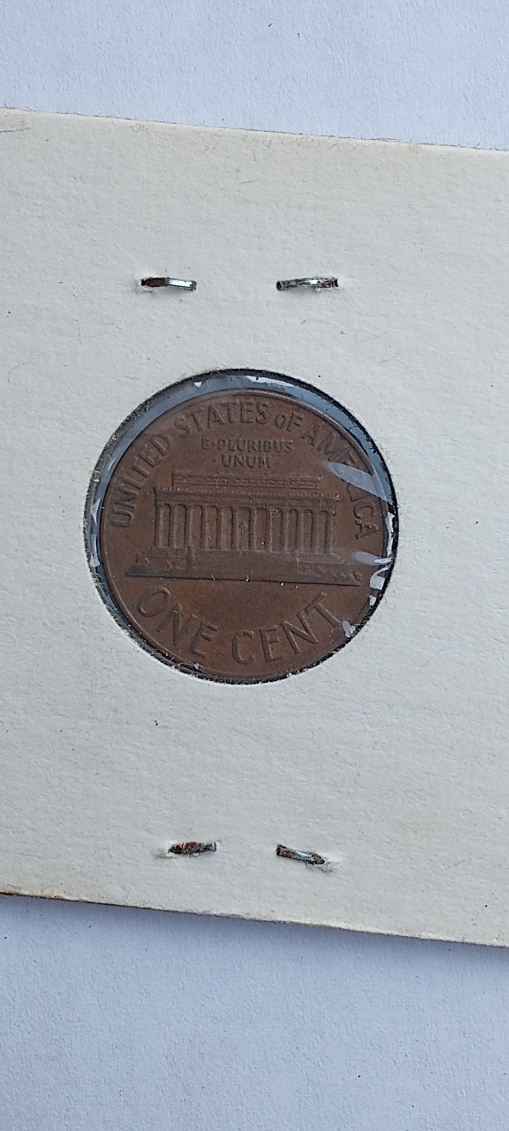 UNITED STATES OF AMERICA
E·PLURIBUS
·UNUM·
ONE CENT